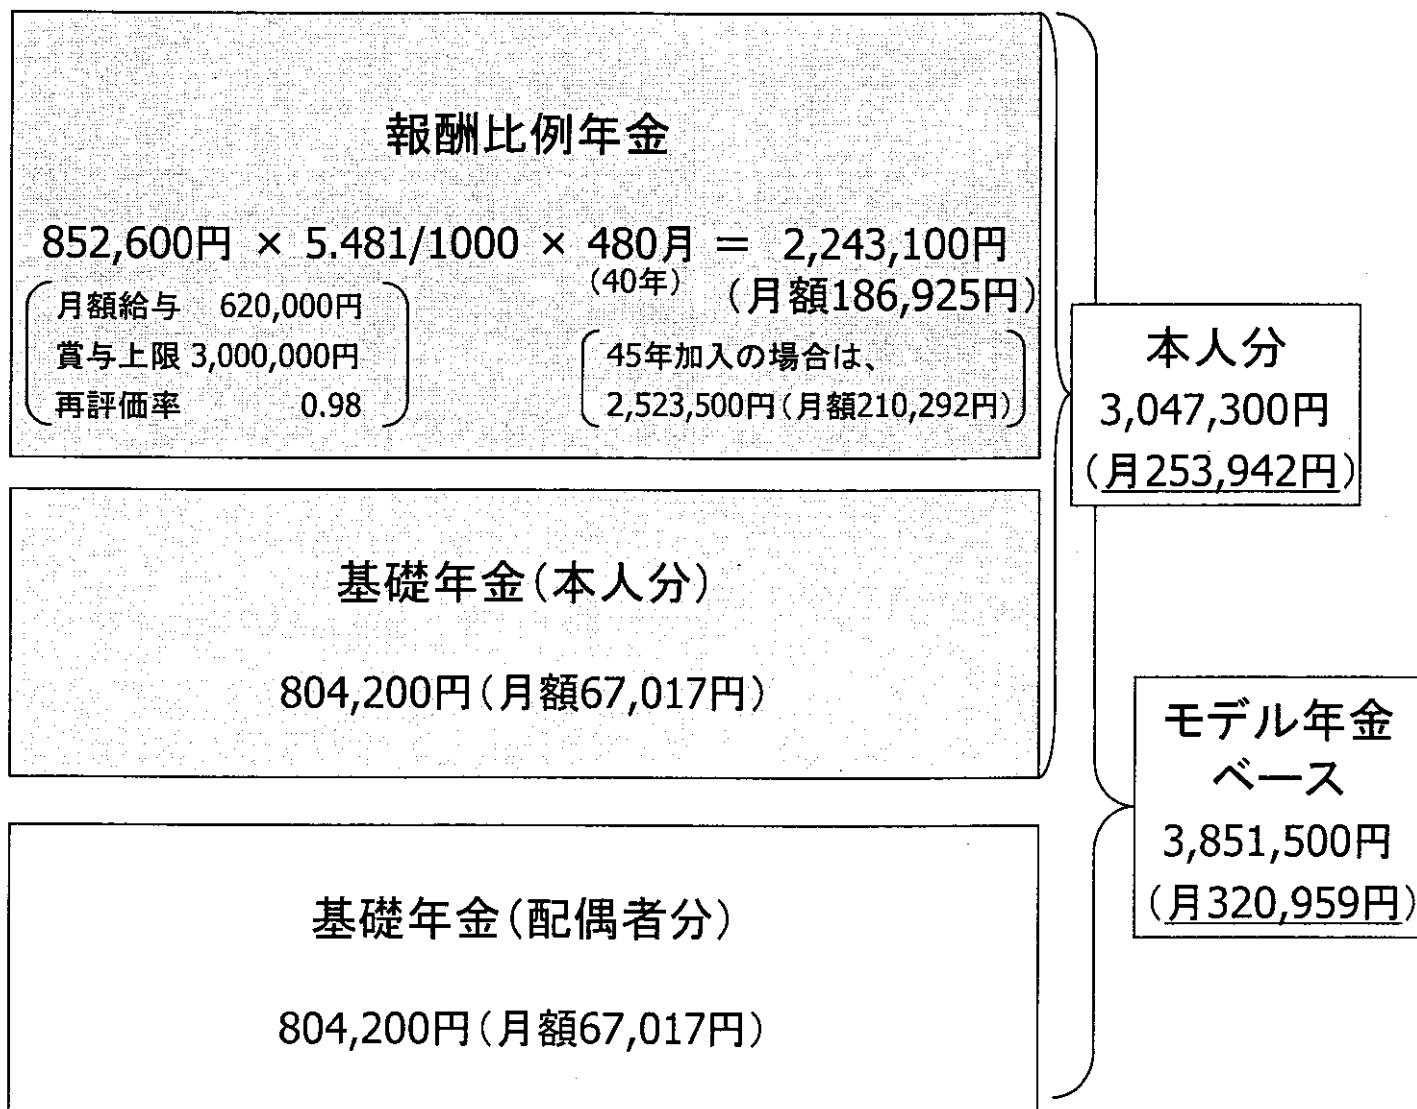 報酬比例年金
852,600円 × 5.481/1000 × 480月 = 2,243,100円
(40年)
(月額186,925円)
月額給与 620,000円
賞与上限 3,000,000円
再評価率 0.98
45年加入の場合は、
2,523,500円(月額210,292円)
本人分
3,047,300円
(月253,942円)
基礎年金(本人分)
804,200円(月額67,017円)
モデル年金
ベース
3,851,500円
(月320,959円)
基礎年金(配偶者分)
804,200円(月額67,017円)